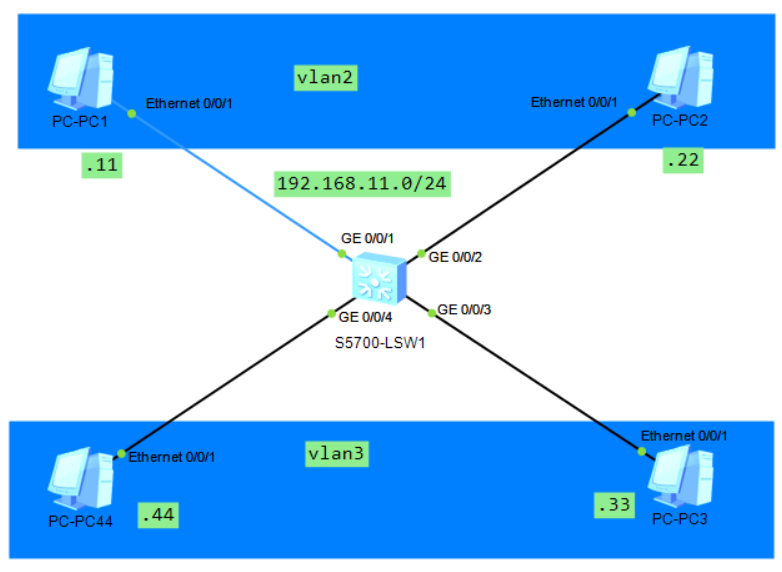 vlan2
Ethernet 0/0/1
Ethernet 0/0/1
PC-PC1
PC-PC2
.11
.22
192.168.11.0/24
GE 0/0/1
GE 0/0/2
GE 0/0/4
GE 0/0/3
S5700-LSW1
Ethernet 0/0/1
vlan3
Ethernet 0/0/1
.44
.33
PC-PC44
PC-PC3